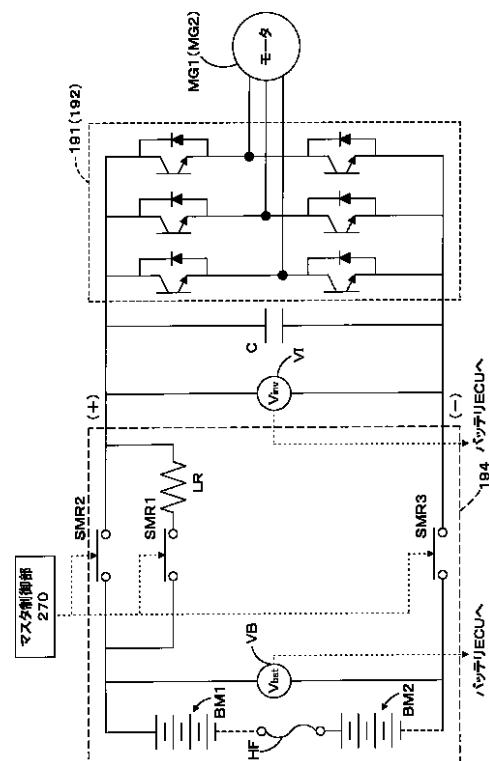 マスタ制御部
270
SMR2
SMR1
LR
(+)
C
191(192)
MG1(MG2)
モータ
BM1
HF
BM2
VB
Vbat
バッテリECUへ
SMR3
194
(-)
Vinv
VI
バッテリECUへ